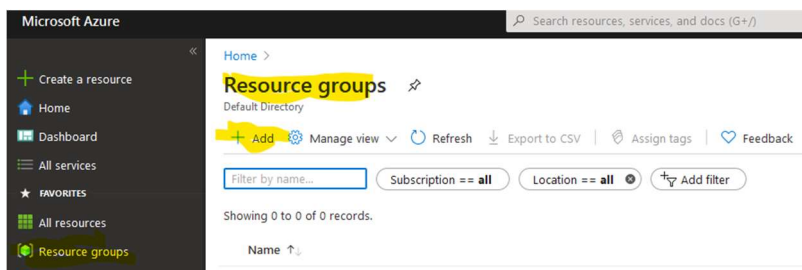 Microsoft Azure
Search resources, services, and docs (G+/)
«
Create a resource
Home
Dashboard
All services
FAVORITES
All resources
Resource groups
Home >
Resource groups
Default Directory
+ Add Manage view Refresh Export to CSV Assign tags Feedback
Filter by name... Subscription == all Location == all Add filter
Showing 0 to 0 of 0 records.
Name ↑↓